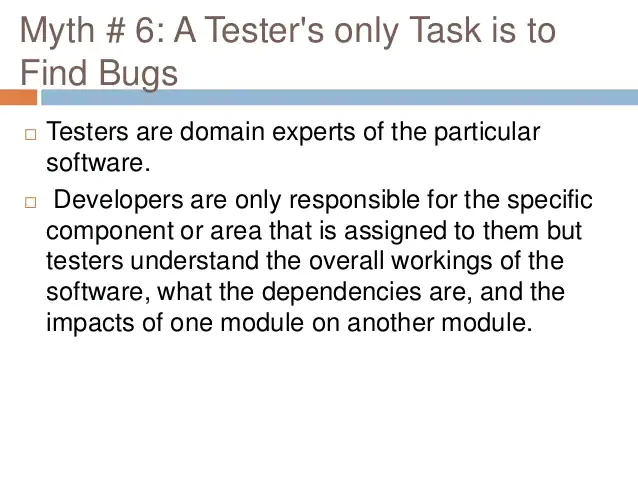 Myth # 6: A Tester's only Task is to
Find Bugs
Testers are domain experts of the particular
software.
Developers are only responsible for the specific
component or area that is assigned to them but
testers understand the overall workings of the
software, what the dependencies are, and the
impacts of one module on another module.